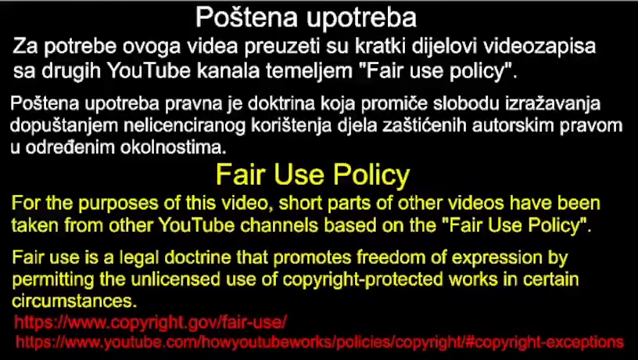 Poštena upotreba
Za potrebe ovoga videa preuzeti su kratki dijelovi videozapisa
sa drugih YouTube kanala temeljem "Fair use policy".
Poštena upotreba pravna je doktrina koja promiče slobodu izražavanja
dopuštanjem nelicenciranog korištenja djela zaštićenih autorskim pravom
u određenim okolnostima.
Fair Use Policy
For the purposes of this video, short parts of other videos have been
taken from other YouTube channels based on the "Fair Use Policy".
Fair use is a legal doctrine that promotes freedom of expression by
permitting the unlicensed use of copyright-protected works in certain
circumstances.
https://www.copyright.gov/fair-use/
https://www.youtube.com/howyoutubeworks/policies/copyright/#copyright-exceptions